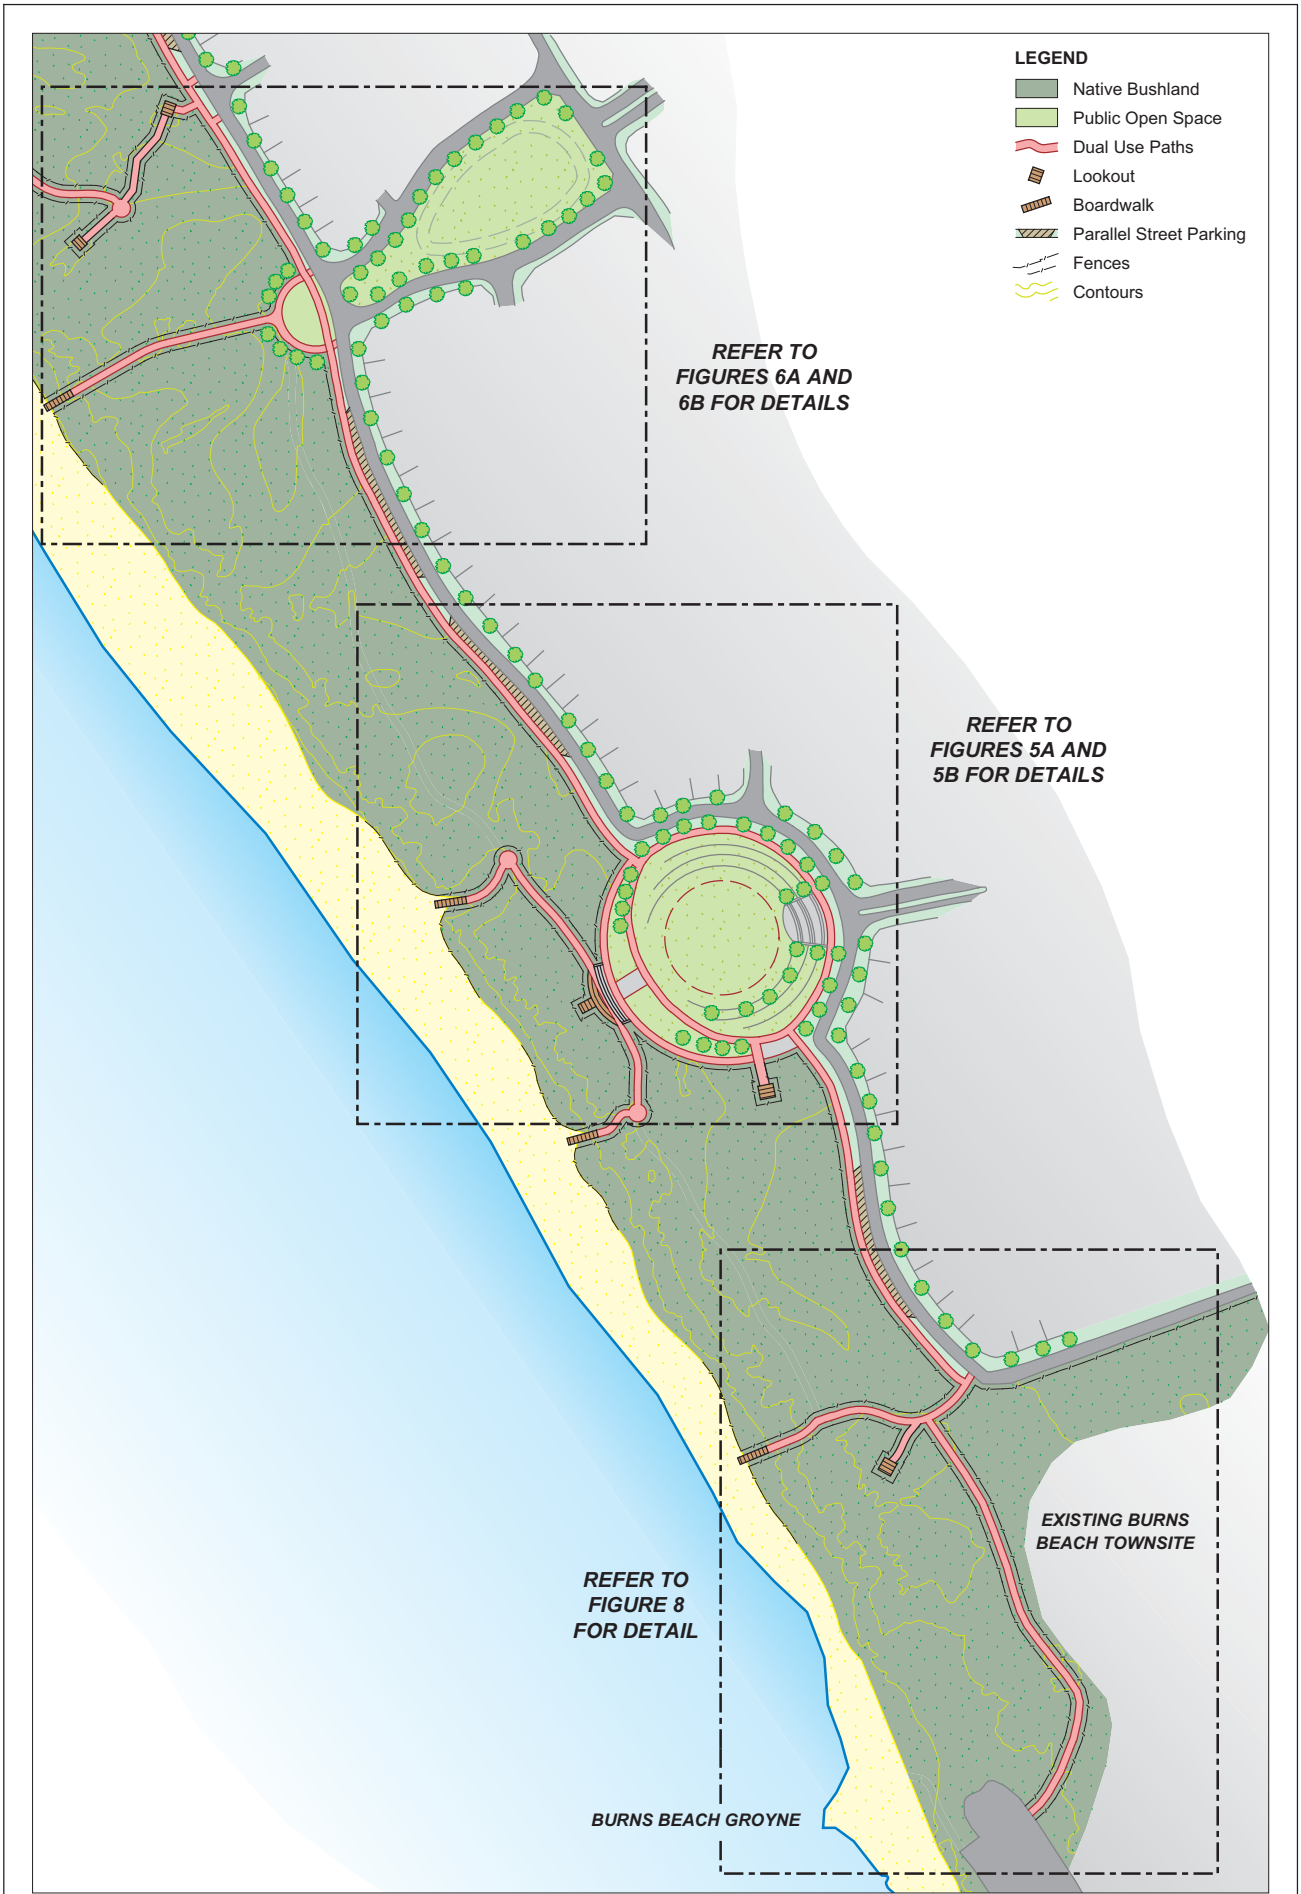 LEGEND
Native Bushland
Public Open Space
Dual Use Paths
Lookout
Boardwalk
Parallel Street Parking
Fences
Contours
REFER TO
FIGURES 6A AND
6B FOR DETAILS
REFER TO
FIGURES 5A AND
5B FOR DETAILS
EXISTING BURNS
BEACH TOWNSITE
REFER TO
FIGURE 8
FOR DETAIL
BURNS BEACH GROYNE